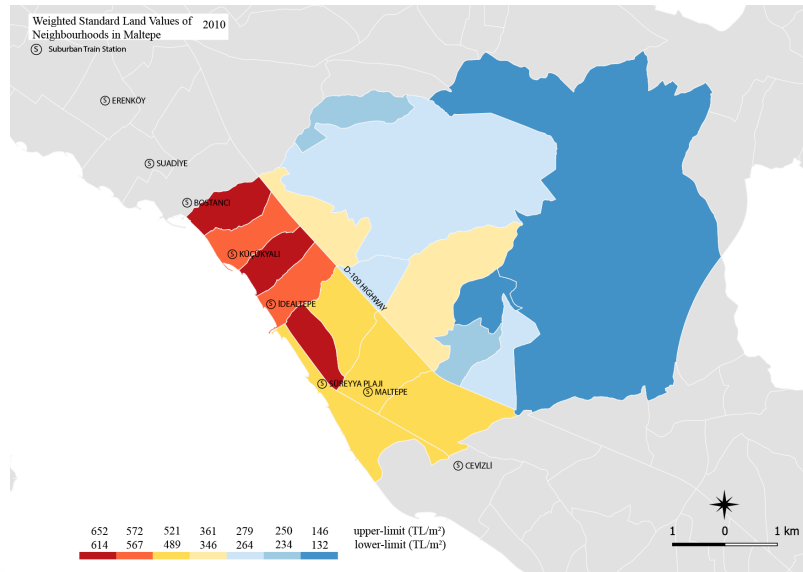 Weighted Standard Land Values of
Neighbourhoods in Maltepe
2010
S Suburban Train Station
S ERENKÖY
S SUADİYE
S BOSTANCI
S KÜÇÜKYALI
D-100 HIGHWAY
S İDEALTEPE
S SÜREYYA PLAJI
S MALTEPE
S CEVİZLİ
652 572 521 361 279 250 146 upper-limit (TL/m²)
614 567 489 346 264 234 132 lower-limit (TL/m²)
1 0 1 km